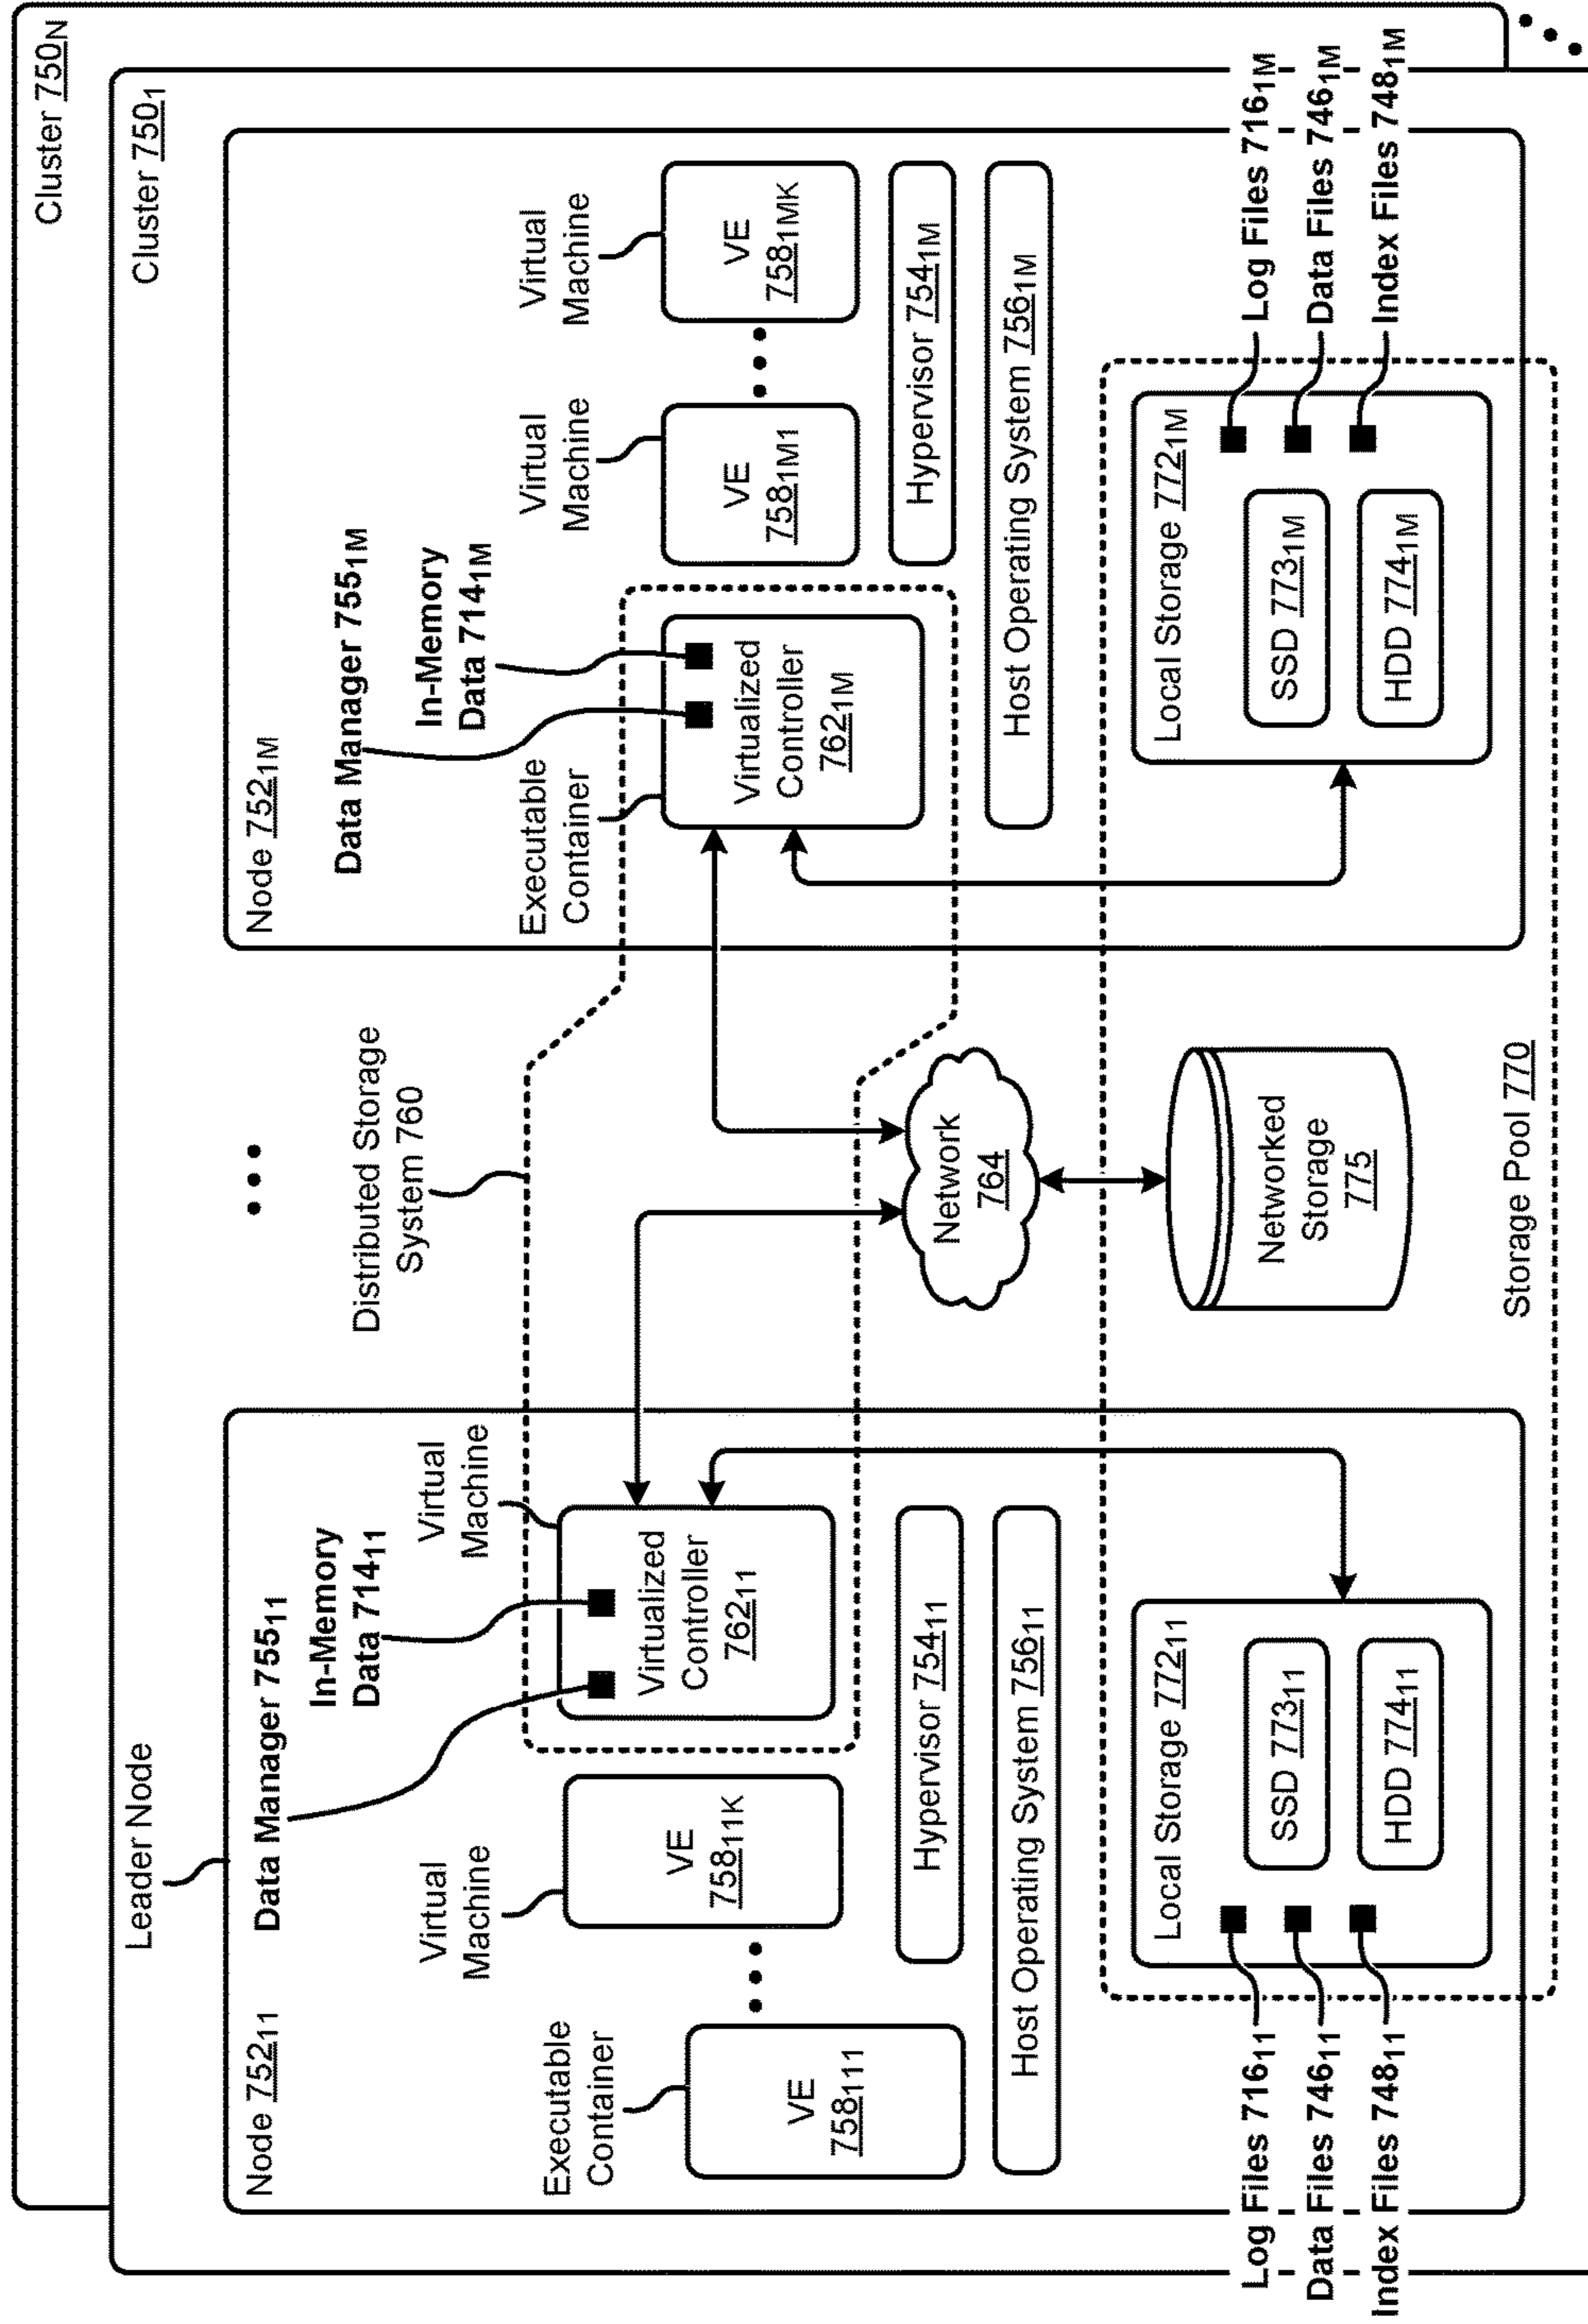 Cluster 750N
Cluster 7501
Leader Node
Node 75211
Data Manager 75511
In-Memory
Data 71411
Virtual
Machine
Virtual
Machine
Executable
Container
VE
758111
VE
75811K
Virtualized
Controller
76211
Hypervisor 75411
Host Operating System 75611
Local Storage 77211
SSD 77311
HDD 77411
Log Files 71611
Data Files 74611
Index Files 74811
Distributed Storage
System 760
Network
764
Networked
Storage
775
Storage Pool 770
Node 7521M
Data Manager 7551M
In-Memory
Data 7141M
Executable
Container
Virtual
Machine
Virtual
Machine
Virtualized
Controller
7621M
VE
7581M1
VE
7581MK
Hypervisor 7541M
Host Operating System 7561M
Local Storage 7721M
SSD 7731M
HDD 7741M
Log Files 7161M
Data Files 7461M
Index Files 7481M